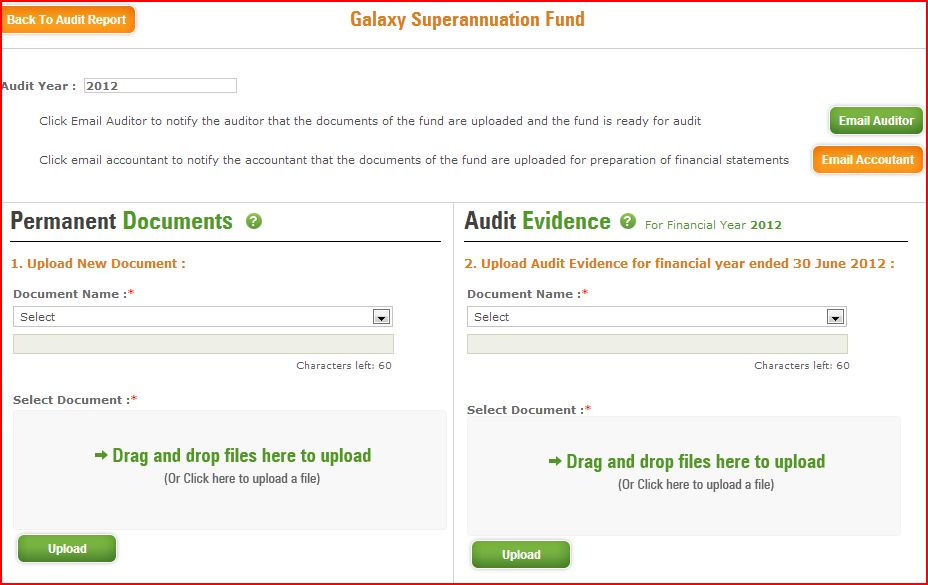 Back To Audit Report
Galaxy Superannuation Fund
Audit Year : 2012
Click Email Auditor to notify the auditor that the documents of the fund are uploaded and the fund is ready for audit
Email Auditor
Click email accountant to notify the accountant that the documents of the fund are uploaded for preparation of financial statements
Email Accoutant
Permanent Documents ?
1. Upload New Document :
Document Name :*
Select
Characters left: 60
Select Document :*
Drag and drop files here to upload
(Or Click here to upload a file)
Upload
Audit Evidence ? For Financial Year 2012
2. Upload Audit Evidence for financial year ended 30 June 2012 :
Document Name :*
Select
Characters left: 60
Select Document :*
Drag and drop files here to upload
(Or Click here to upload a file)
Upload